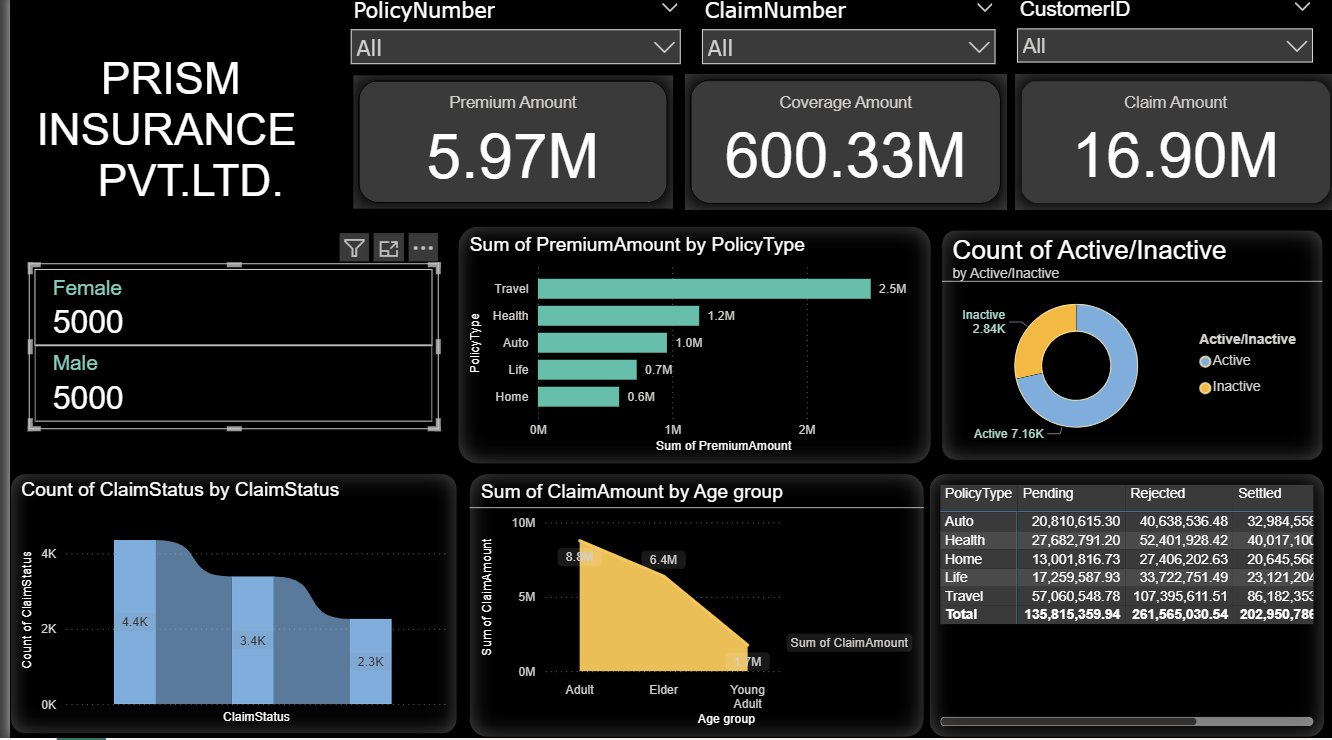 PolicyNumber
ClaimNumber
CustomerID
All
All
All
PRISM
INSURANCE
PVT.LTD.
Premium Amount
5.97M
Coverage Amount
600.33M
Claim Amount
16.90M
Female
5000
Male
5000
Sum of PremiumAmount by PolicyType
PolicyType
Travel 2.5M
Health 1.2M
Auto 1.0M
Life 0.7M
Home 0.6M
0M 1M 2M
Sum of PremiumAmount
Count of Active/Inactive
by Active/Inactive
Inactive
2.84K
Active 7.16K
Active/Inactive
Active
Inactive
Count of ClaimStatus by ClaimStatus
Count of ClaimStatus
4K
2K
0K
4.4K
3.4K
2.3K
ClaimStatus
Sum of ClaimAmount by Age group
Sum of ClaimAmount
10M
5M
0M
8.8M
6.4M
1.7M
Sum of ClaimAmount
Adult Elder Young
Adult
Age group
PolicyType Pending Rejected Settled
Auto 20,810,615.30 40,638,536.48 32,984,558
Health 27,682,791.20 52,401,928.42 40,017,100
Home 13,001,816.73 27,406,202.63 20,645,568
Life 17,259,587.93 33,722,751.49 23,121,204
Travel 57,060,548.78 107,395,611.51 86,182,353
Total 135,815,359.94 261,565,030.54 202,950,786